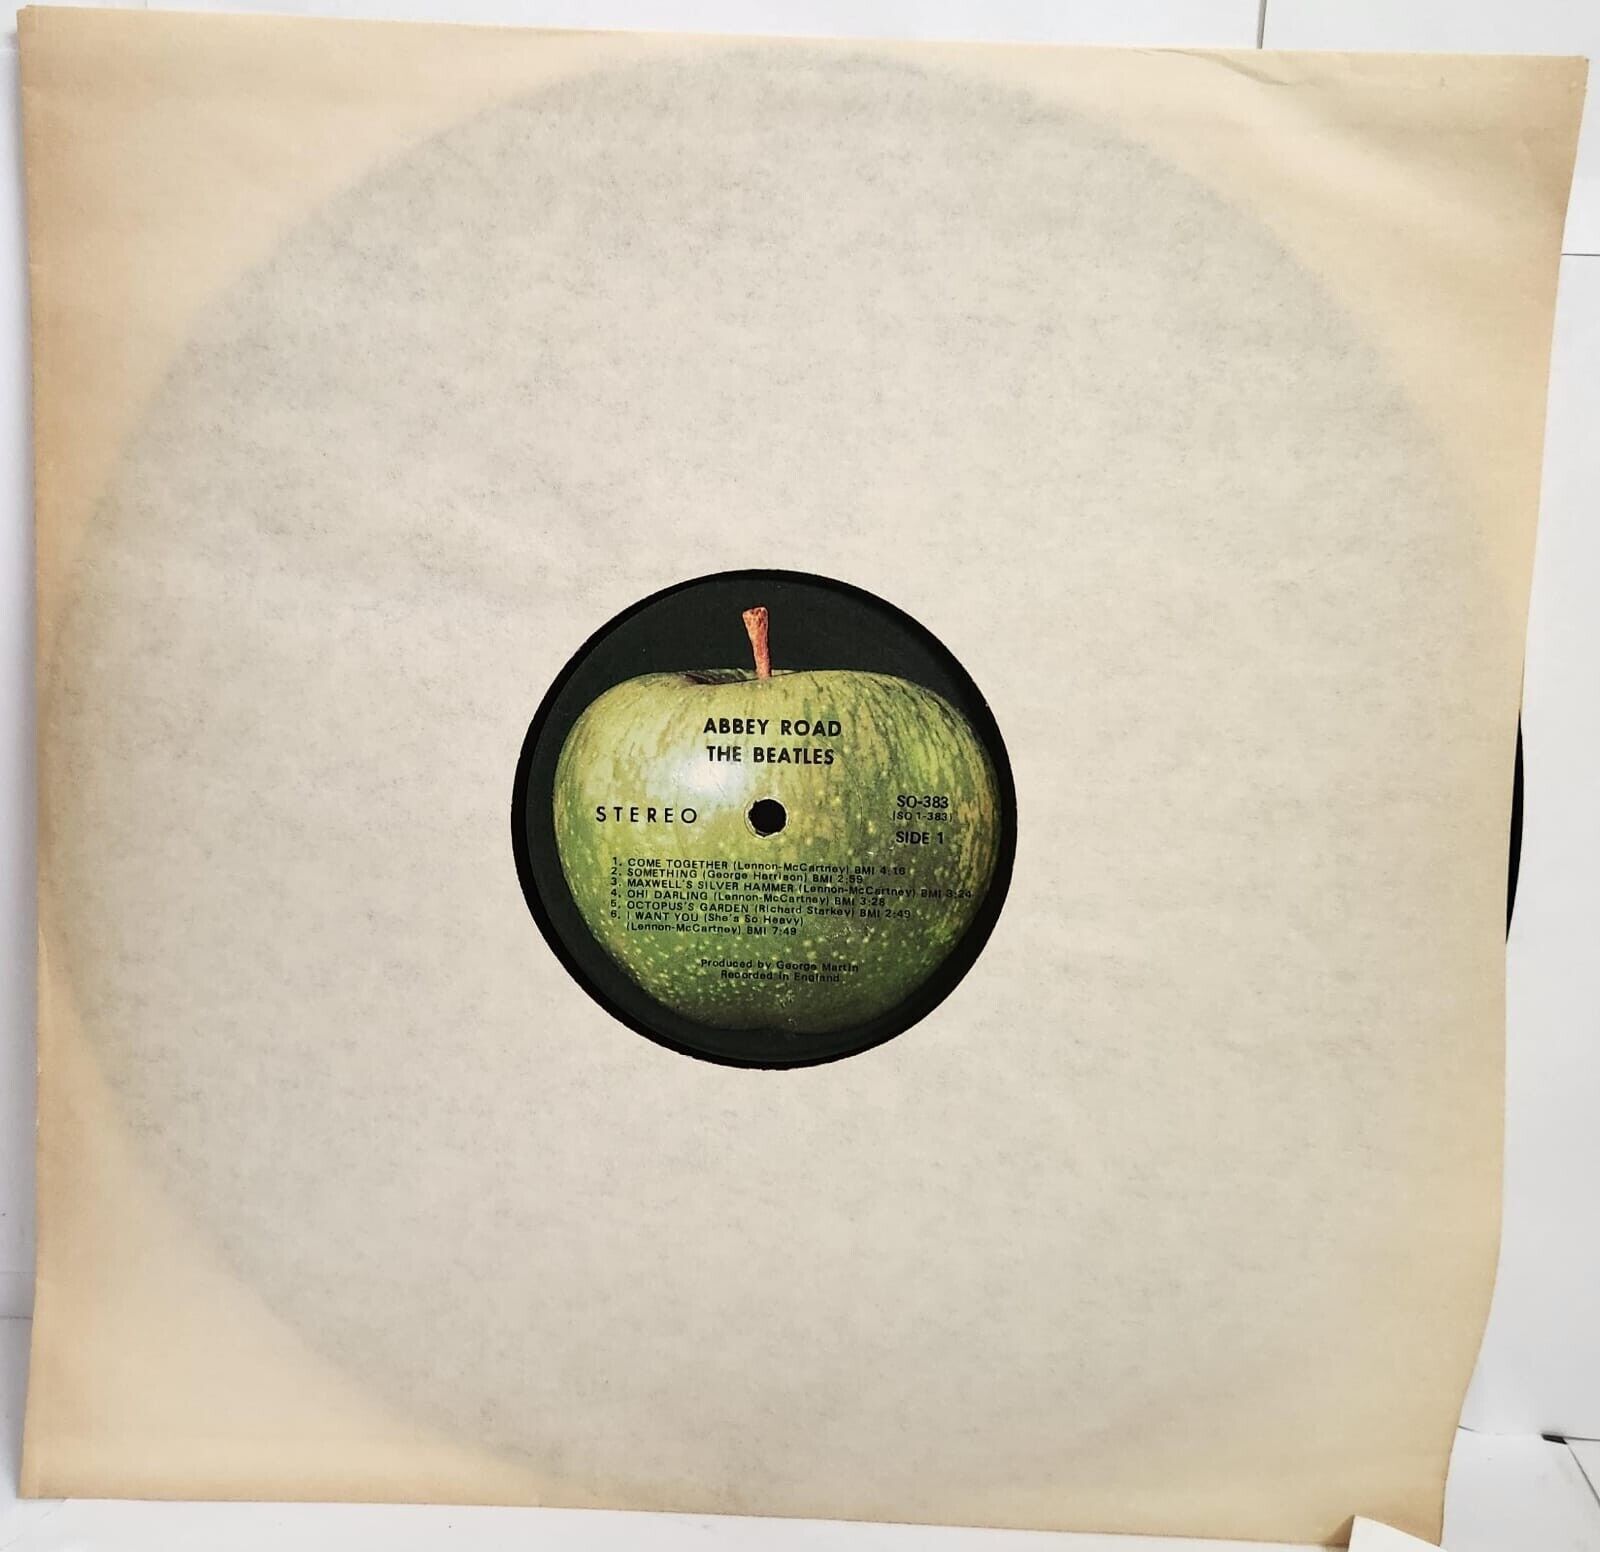 ABBEY ROAD
THE BEATLES
STEREO
SO-383
(SO 1-383)
SIDE 1
1. COME TOGETHER (Lennon-McCartney) BMI 4:16
2. SOMETHING (George Harrison) BMI 2:59
3. MAXWELL'S SILVER HAMMER (Lennon-McCartney) BMI 3:24
4. OH! DARLING (Lennon-McCartney) BMI 3:28
5. OCTOPUS'S GARDEN (Richard Starkey) BMI 2:49
6. I WANT YOU (She's So Heavy)
(Lennon-McCartney) BMI 7:49
Produced by George Martin
Recorded in England